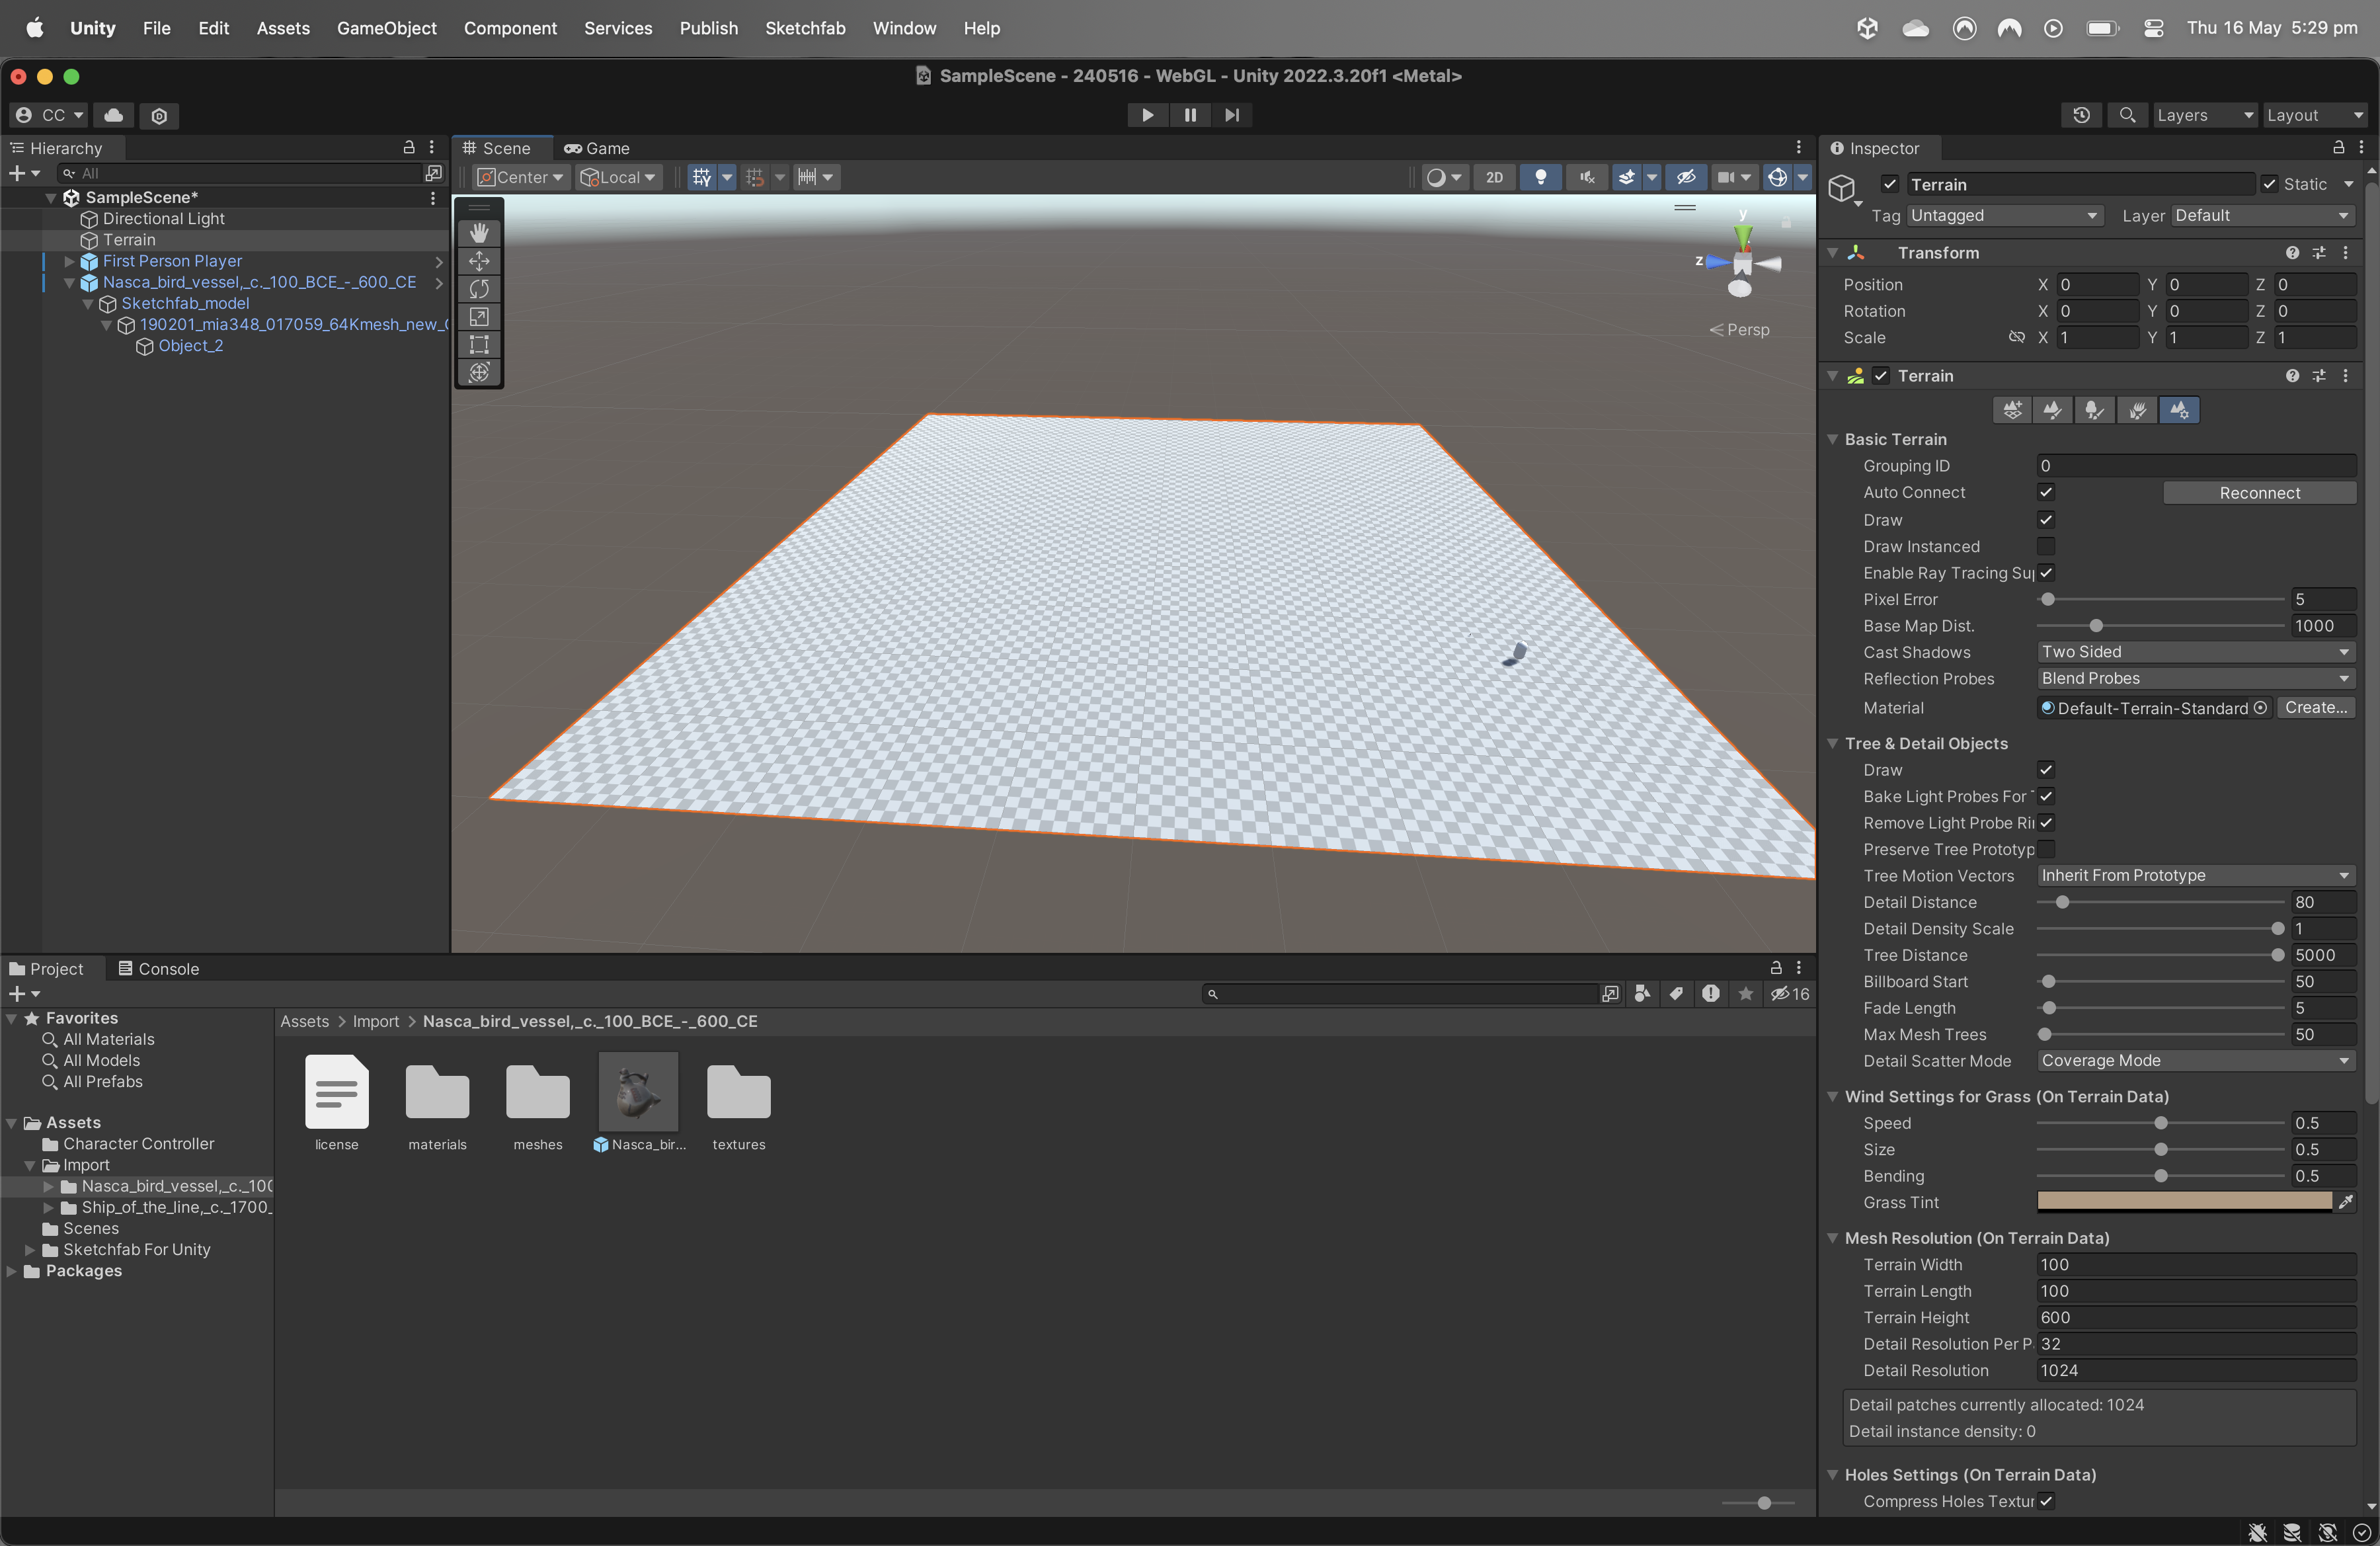 Unity File Edit Assets GameObject Component Services Publish Sketchfab Window Help Thu 16 May 5:29 pm
SampleScene - 240516 - WebGL - Unity 2022.3.20f1 <Metal>
CC Layers Layout
Hierarchy
All
SampleScene*
Directional Light
Terrain
First Person Player
Nasca_bird_vessel,_c._100_BCE_-_600_CE
Sketchfab_model
190201_mia348_017059_64Kmesh_new_
Object_2
Scene Game
Center Local 2D
y
z
Persp
Inspector
Terrain Static
Tag Untagged Layer Default
Transform
Position X 0 Y 0 Z 0
Rotation X 0 Y 0 Z 0
Scale X 1 Y 1 Z 1
Terrain
Basic Terrain
Grouping ID 0
Auto Connect Reconnect
Draw
Draw Instanced
Enable Ray Tracing Su
Pixel Error 5
Base Map Dist. 1000
Cast Shadows Two Sided
Reflection Probes Blend Probes
Material Default-Terrain-Standard Create...
Tree & Detail Objects
Draw
Bake Light Probes For
Remove Light Probe Ri
Preserve Tree Prototyp
Tree Motion Vectors Inherit From Prototype
Detail Distance 80
Detail Density Scale 1
Tree Distance 5000
Billboard Start 50
Fade Length 5
Max Mesh Trees 50
Detail Scatter Mode Coverage Mode
Wind Settings for Grass (On Terrain Data)
Speed 0.5
Size 0.5
Bending 0.5
Grass Tint
Mesh Resolution (On Terrain Data)
Terrain Width 100
Terrain Length 100
Terrain Height 600
Detail Resolution Per P 32
Detail Resolution 1024
Detail patches currently allocated: 1024
Detail instance density: 0
Holes Settings (On Terrain Data)
Compress Holes Textur
Project Console
16
Favorites
All Materials
All Models
All Prefabs
Assets
Character Controller
Import
Nasca_bird_vessel,_c._100
Ship_of_the_line,_c._1700_
Scenes
Sketchfab For Unity
Packages
Assets > Import > Nasca_bird_vessel,_c._100_BCE_-_600_CE
license materials meshes Nasca_bir... textures